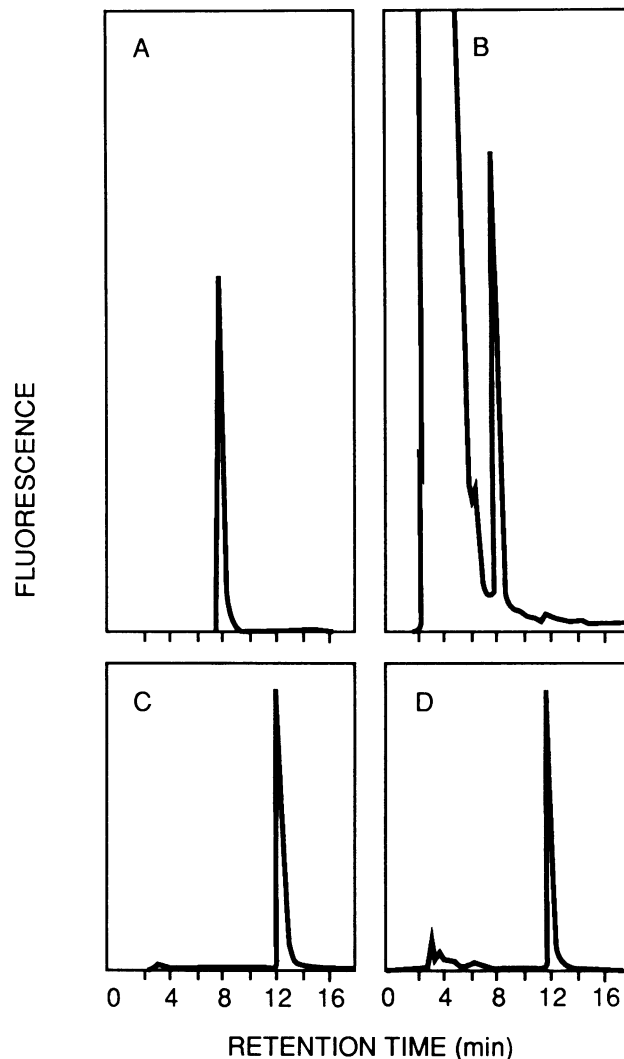 A
B
FLUORESCENCE
C
D
0 4 8 12 16
0 4 8 12 16
RETENTION TIME (min)